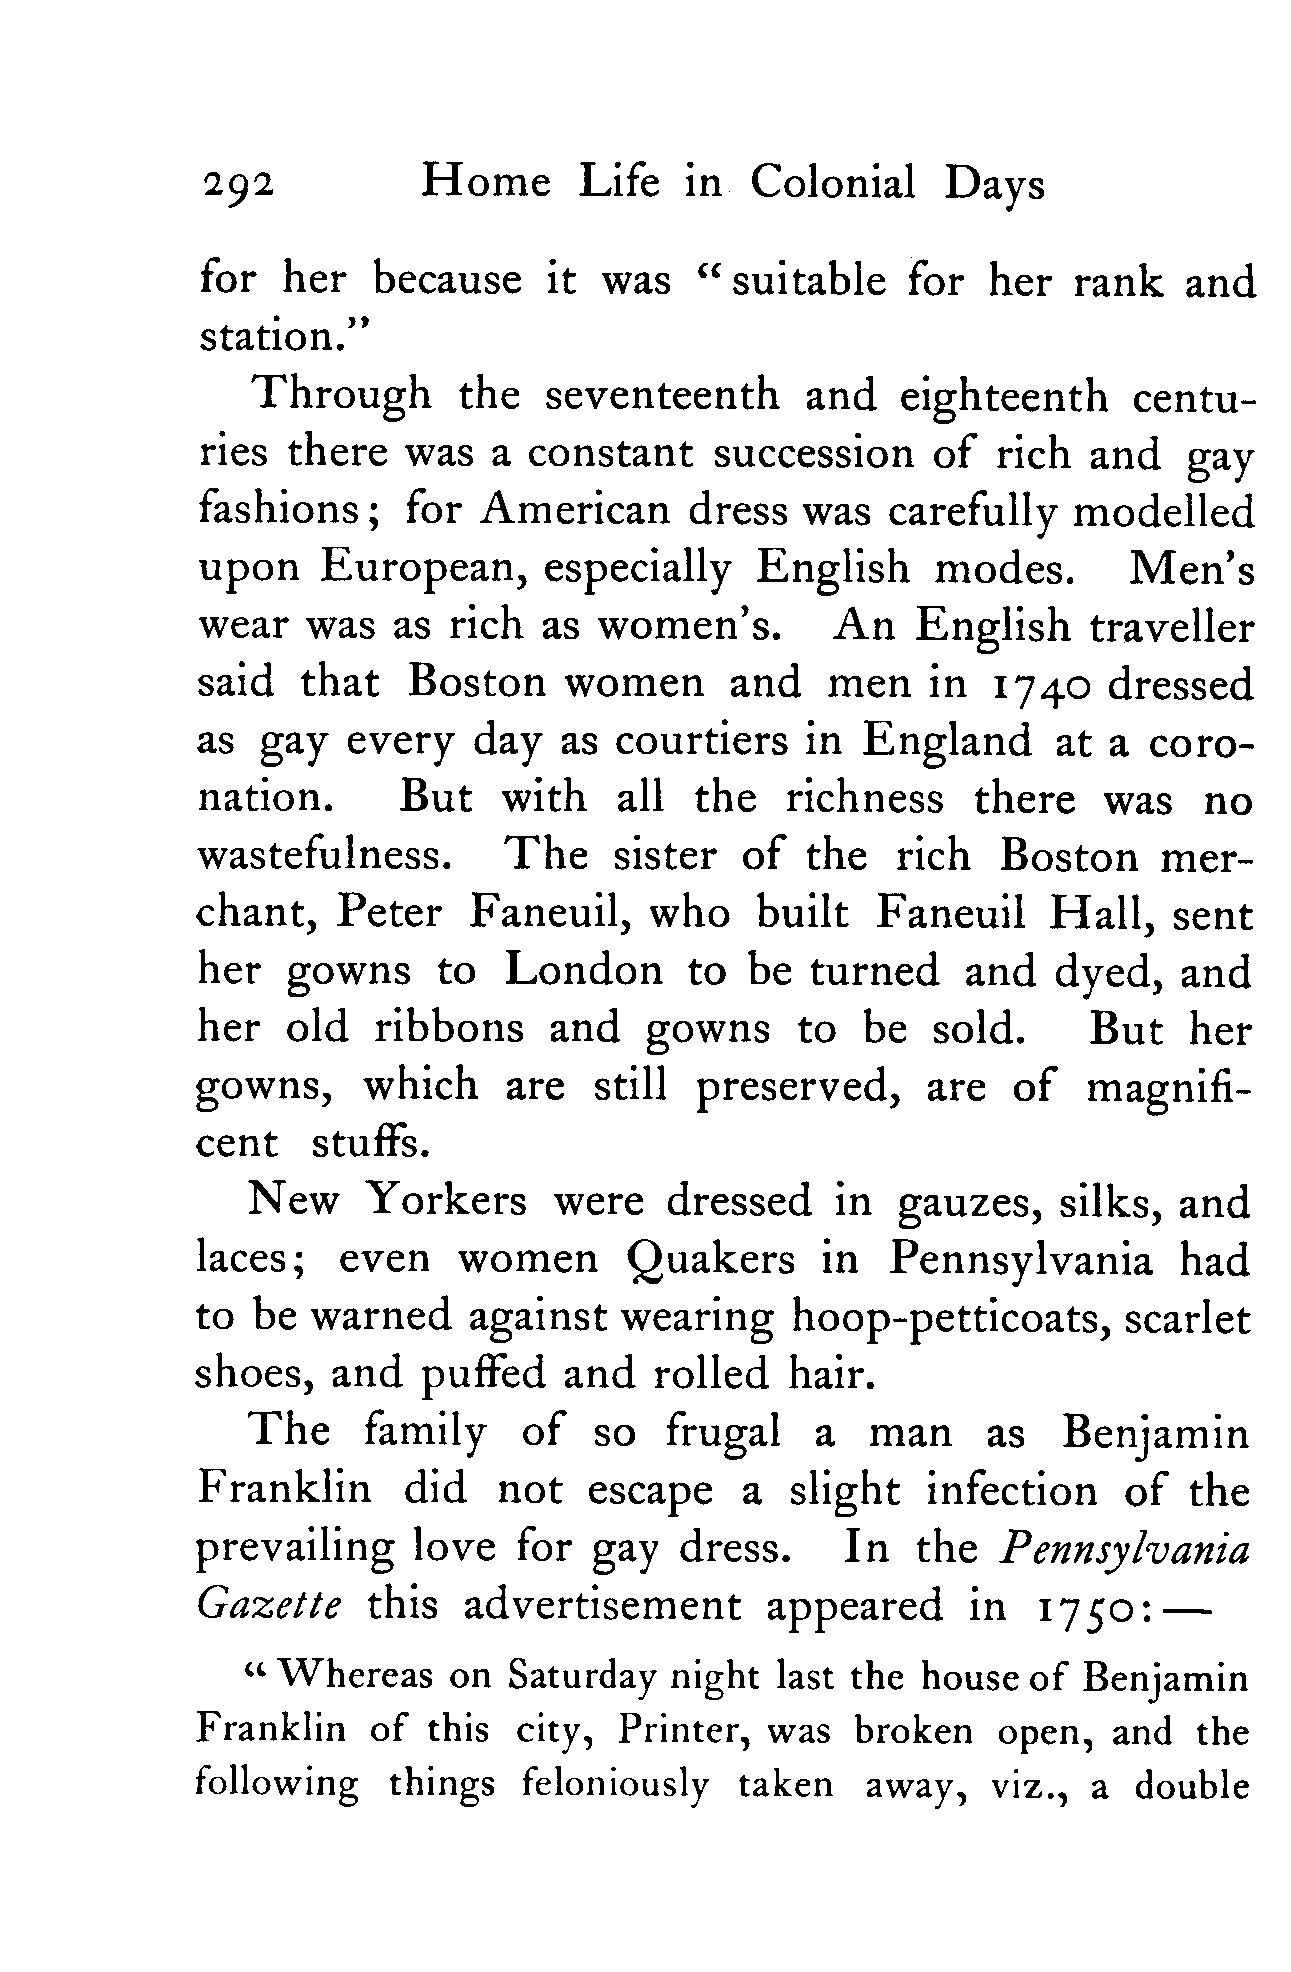 292 Home Life in Colonial Days
for her because it was “ suitable for her rank and
station.”
Through the seventeenth and eighteenth centu-
ries there was a constant succession of rich and gay
fashions ; for American dress was carefully modelled
upon European, especially English modes. Men’s
wear was as rich as women’s. An English traveller
said that Boston women and men in 1740 dressed
as gay every day as courtiers in England at a coro-
nation. But with all the richness there was no
wastefulness. The sister of the rich Boston mer-
chant, Peter Faneuil, who built Faneuil Hall, sent
her gowns to London to be turned and dyed, and
her old ribbons and gowns to be sold. But her
gowns, which are still preserved, are of magnifi-
cent stuffs.
New Yorkers were dressed in gauzes, silks, and
laces; even women Quakers in Pennsylvania had
to be warned against wearing hoop-petticoats, scarlet
shoes, and puffed and rolled hair.
The family of so frugal a man as Benjamin
Franklin did not escape a slight infection of the
prevailing love for gay dress. In the Pennsylvania
Gazette this advertisement appeared in 1750: —
“ Whereas on Saturday night last the house of Benjamin
Franklin of this city, Printer, was broken open, and the
following things feloniously taken away, viz., a double